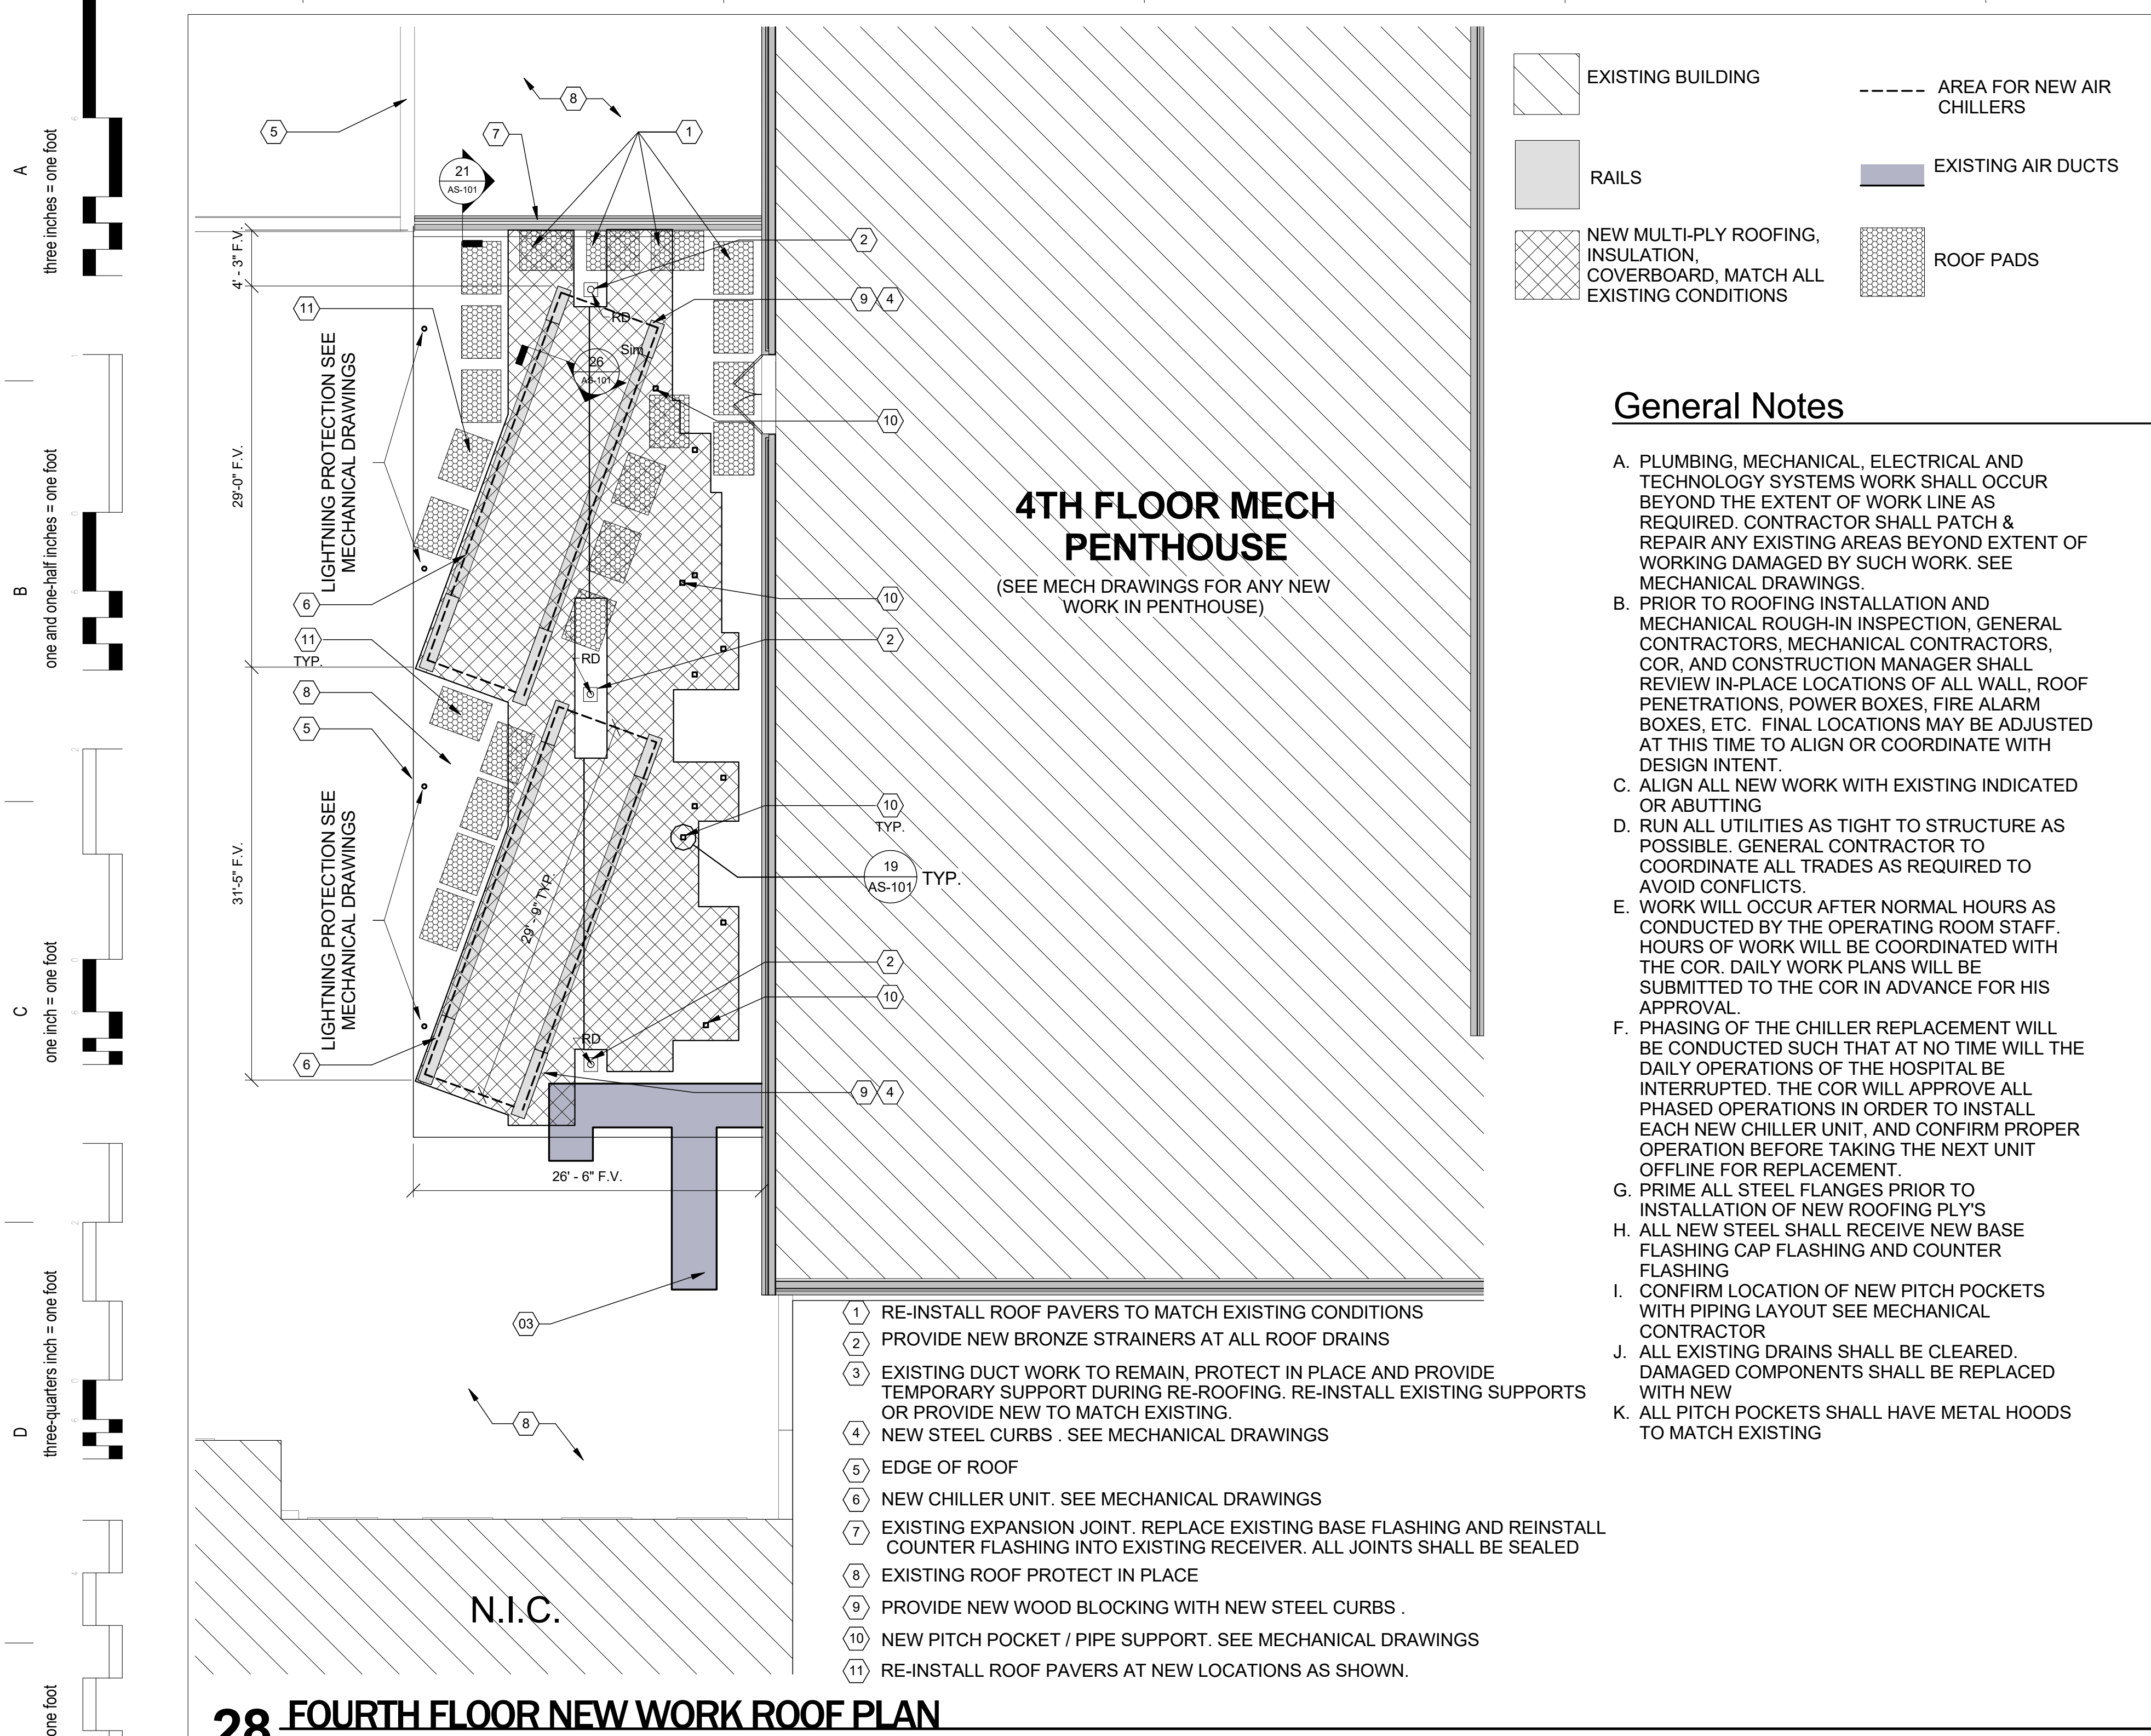 A
three inches = one foot
B
one and one-half inches = one foot
C
one inch = one foot
D
three-quarters inch = one foot
one foot
8
5
7
1
21
AS-101
4' - 3" F.V.
2
11
9
4
RD
Sim
26
AS-101
LIGHTNING PROTECTION SEE
MECHANICAL DRAWINGS
10
29'-0" F.V.
4TH FLOOR MECH
PENTHOUSE
(SEE MECH DRAWINGS FOR ANY NEW
WORK IN PENTHOUSE)
6
10
11
TYP.
2
RD
8
5
10
TYP.
LIGHTNING PROTECTION SEE
MECHANICAL DRAWINGS
31'-5" F.V.
19
AS-101
TYP.
29' - 9" TYP.
2
10
RD
6
9
4
26' - 6" F.V.
03
8
N.I.C.
EXISTING BUILDING
RAILS
NEW MULTI-PLY ROOFING,
INSULATION,
COVERBOARD, MATCH ALL
EXISTING CONDITIONS
AREA FOR NEW AIR
CHILLERS
EXISTING AIR DUCTS
ROOF PADS
General Notes
A. PLUMBING, MECHANICAL, ELECTRICAL AND
TECHNOLOGY SYSTEMS WORK SHALL OCCUR
BEYOND THE EXTENT OF WORK LINE AS
REQUIRED. CONTRACTOR SHALL PATCH &
REPAIR ANY EXISTING AREAS BEYOND EXTENT OF
WORKING DAMAGED BY SUCH WORK. SEE
MECHANICAL DRAWINGS.
B. PRIOR TO ROOFING INSTALLATION AND
MECHANICAL ROUGH-IN INSPECTION, GENERAL
CONTRACTORS, MECHANICAL CONTRACTORS,
COR, AND CONSTRUCTION MANAGER SHALL
REVIEW IN-PLACE LOCATIONS OF ALL WALL, ROOF
PENETRATIONS, POWER BOXES, FIRE ALARM
BOXES, ETC. FINAL LOCATIONS MAY BE ADJUSTED
AT THIS TIME TO ALIGN OR COORDINATE WITH
DESIGN INTENT.
C. ALIGN ALL NEW WORK WITH EXISTING INDICATED
OR ABUTTING
D. RUN ALL UTILITIES AS TIGHT TO STRUCTURE AS
POSSIBLE. GENERAL CONTRACTOR TO
COORDINATE ALL TRADES AS REQUIRED TO
AVOID CONFLICTS.
E. WORK WILL OCCUR AFTER NORMAL HOURS AS
CONDUCTED BY THE OPERATING ROOM STAFF.
HOURS OF WORK WILL BE COORDINATED WITH
THE COR. DAILY WORK PLANS WILL BE
SUBMITTED TO THE COR IN ADVANCE FOR HIS
APPROVAL.
F. PHASING OF THE CHILLER REPLACEMENT WILL
BE CONDUCTED SUCH THAT AT NO TIME WILL THE
DAILY OPERATIONS OF THE HOSPITAL BE
INTERRUPTED. THE COR WILL APPROVE ALL
PHASED OPERATIONS IN ORDER TO INSTALL
EACH NEW CHILLER UNIT, AND CONFIRM PROPER
OPERATION BEFORE TAKING THE NEXT UNIT
OFFLINE FOR REPLACEMENT.
G. PRIME ALL STEEL FLANGES PRIOR TO
INSTALLATION OF NEW ROOFING PLY'S
H. ALL NEW STEEL SHALL RECEIVE NEW BASE
FLASHING CAP FLASHING AND COUNTER
FLASHING
I. CONFIRM LOCATION OF NEW PITCH POCKETS
WITH PIPING LAYOUT SEE MECHANICAL
CONTRACTOR
J. ALL EXISTING DRAINS SHALL BE CLEARED.
DAMAGED COMPONENTS SHALL BE REPLACED
WITH NEW
K. ALL PITCH POCKETS SHALL HAVE METAL HOODS
TO MATCH EXISTING
1 RE-INSTALL ROOF PAVERS TO MATCH EXISTING CONDITIONS
2 PROVIDE NEW BRONZE STRAINERS AT ALL ROOF DRAINS
3 EXISTING DUCT WORK TO REMAIN, PROTECT IN PLACE AND PROVIDE
TEMPORARY SUPPORT DURING RE-ROOFING. RE-INSTALL EXISTING SUPPORTS
OR PROVIDE NEW TO MATCH EXISTING.
4 NEW STEEL CURBS . SEE MECHANICAL DRAWINGS
5 EDGE OF ROOF
6 NEW CHILLER UNIT. SEE MECHANICAL DRAWINGS
7 EXISTING EXPANSION JOINT. REPLACE EXISTING BASE FLASHING AND REINSTALL
COUNTER FLASHING INTO EXISTING RECEIVER. ALL JOINTS SHALL BE SEALED
8 EXISTING ROOF PROTECT IN PLACE
9 PROVIDE NEW WOOD BLOCKING WITH NEW STEEL CURBS .
10 NEW PITCH POCKET / PIPE SUPPORT. SEE MECHANICAL DRAWINGS
11 RE-INSTALL ROOF PAVERS AT NEW LOCATIONS AS SHOWN.
28 FOURTH FLOOR NEW WORK ROOF PLAN